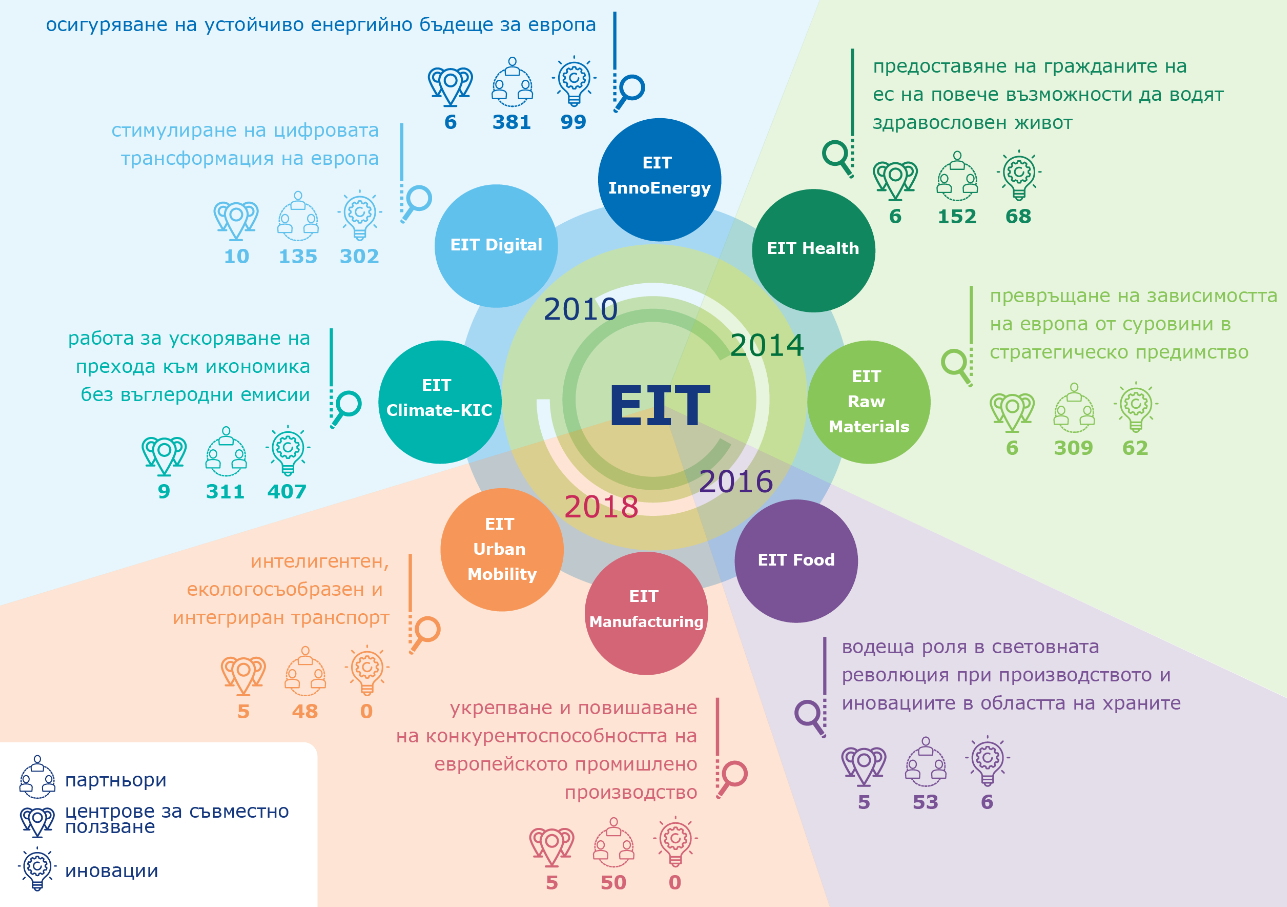 осигуряване на устойчиво енергийно бъдеще за европа
6 381 99
EIT
InnoEnergy
предоставяне на гражданите на
ес на повече възможности да водят
здравословен живот
6 152 68
EIT Health
стимулиране на цифровата
трансформация на европа
10 135 302
EIT Digital
2010
2014
превръщане на зависимостта
на европа от суровини в
стратегическо предимство
6 309 62
EIT
Raw
Materials
работа за ускоряване на
прехода към икономика
без въглеродни емисии
9 311 407
EIT
Climate-KIC
EIT
2018
2016
EIT
Urban
Mobility
интелигентен,
екологосъобразен и
интегриран транспорт
5 48 0
EIT
Manufacturing
укрепване и повишаване
на конкурентоспособността на
европейското промишлено
производство
5 50 0
EIT Food
водеща роля в световната
революция при производството и
иновациите в областта на храните
5 53 6
партньори
центрове за съвместно
ползване
иновации